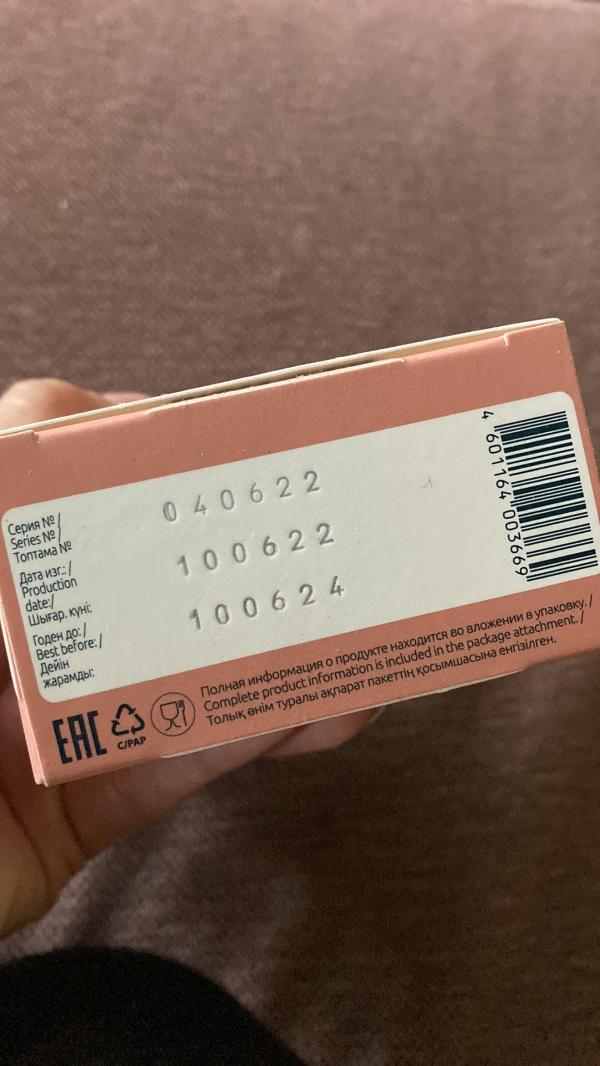 Серия № /
Series № /
Топтама №
040622
Дата изг.: /
Production
date:/
Шығар. күні:
100622
Годен до: /
Best before: /
Дейін
жарамды:
100624
4 601164 003669
EAC
C/PAP
Полная информация о продукте находится во вложении в упаковку. /
Complete product information is included in the package attachment. /
Толық өнім туралы ақпарат пакеттің қосымшасына енгізілген.